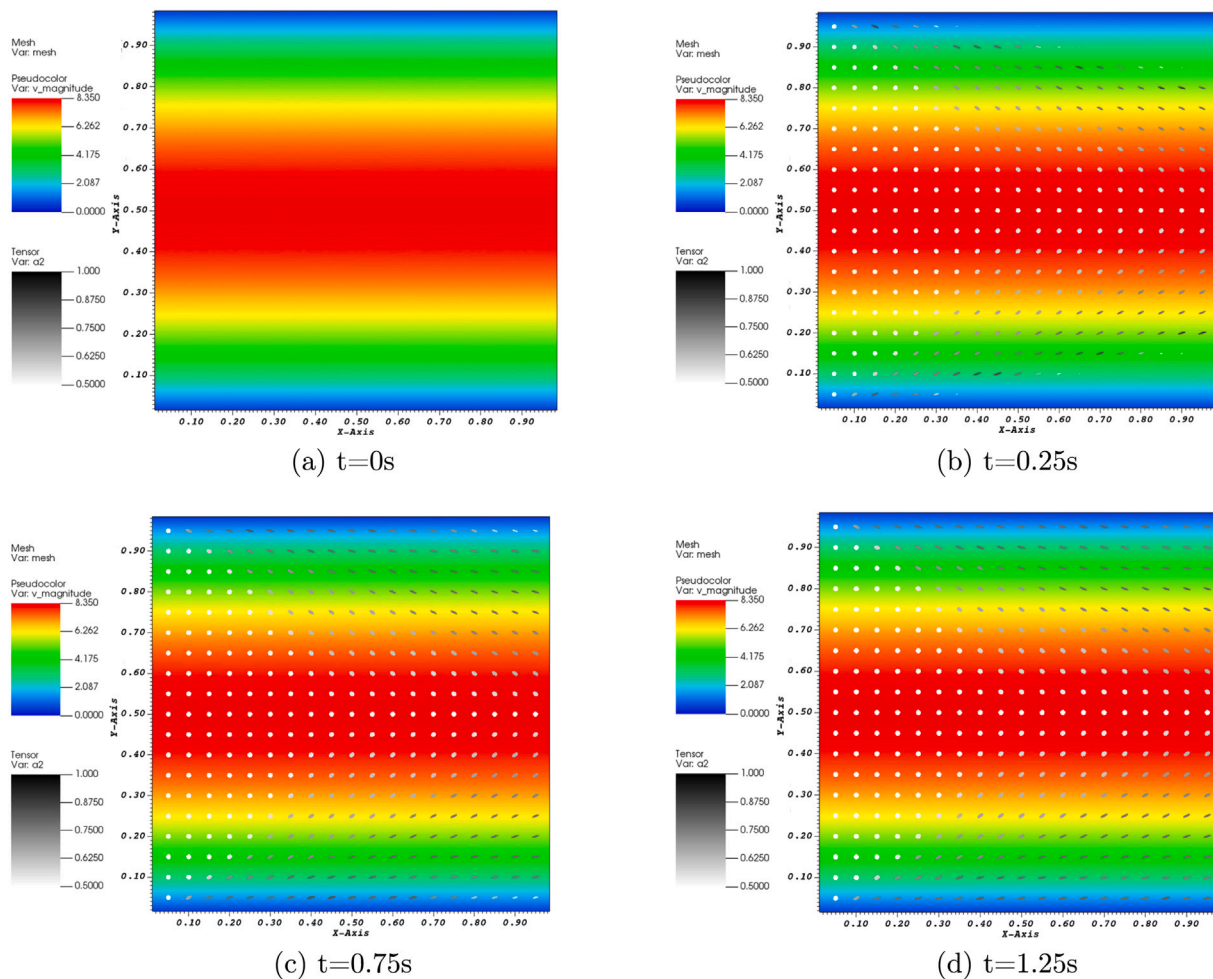 Mesh
Var: mesh
Pseudocolor
Var: v_magnitude
8.350
6.262
4.175
2.087
0.0000
Tensor
Var: a2
1.000
0.8750
0.7500
0.6250
0.5000
Y-Axis
0.90
0.80
0.70
0.60
0.50
0.40
0.30
0.20
0.10
0.10 0.20 0.30 0.40 0.50 0.60 0.70 0.80 0.90
X-Axis
(a) t=0s
Mesh
Var: mesh
Pseudocolor
Var: v_magnitude
8.350
6.262
4.175
2.087
0.0000
Tensor
Var: a2
1.000
0.8750
0.7500
0.6250
0.5000
Y-Axis
0.90
0.80
0.70
0.60
0.50
0.40
0.30
0.20
0.10
0.10 0.20 0.30 0.40 0.50 0.60 0.70 0.80 0.90
X-Axis
(b) t=0.25s
Mesh
Var: mesh
Pseudocolor
Var: v_magnitude
8.350
6.262
4.175
2.087
0.0000
Tensor
Var: a2
1.000
0.8750
0.7500
0.6250
0.5000
Y-Axis
0.90
0.80
0.70
0.60
0.50
0.40
0.30
0.20
0.10
0.10 0.20 0.30 0.40 0.50 0.60 0.70 0.80 0.90
X-Axis
(c) t=0.75s
Mesh
Var: mesh
Pseudocolor
Var: v_magnitude
8.350
6.262
4.175
2.087
0.0000
Tensor
Var: a2
1.000
0.8750
0.7500
0.6250
0.5000
Y-Axis
0.90
0.80
0.70
0.60
0.50
0.40
0.30
0.20
0.10
0.10 0.20 0.30 0.40 0.50 0.60 0.70 0.80 0.90
X-Axis
(d) t=1.25s